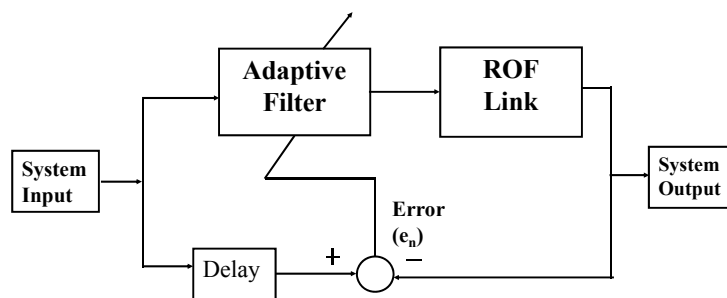 Adaptive
Filter
ROF
Link
System
Input
System
Output
Error
(eₙ)
Delay
+
−